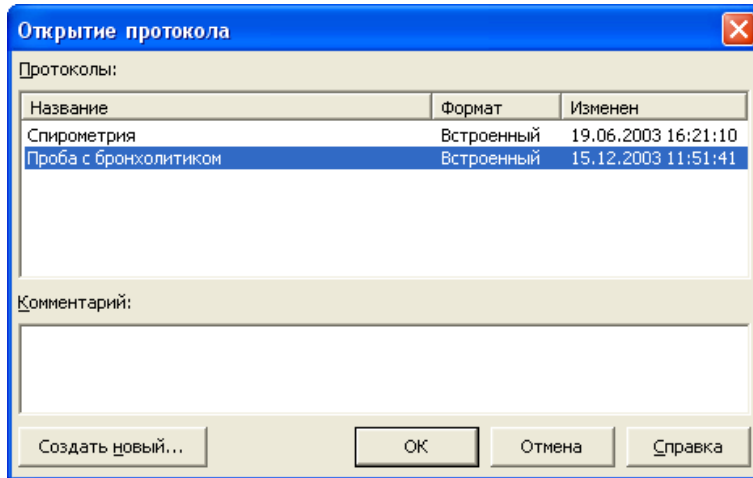 Открытие протокола
Протоколы:
Название Формат Изменен
Спирометрия Встроенный 19.06.2003 16:21:10
Проба с бронхолитиком Встроенный 15.12.2003 11:51:41
Комментарий:
Создать новый... OK Отмена Справка